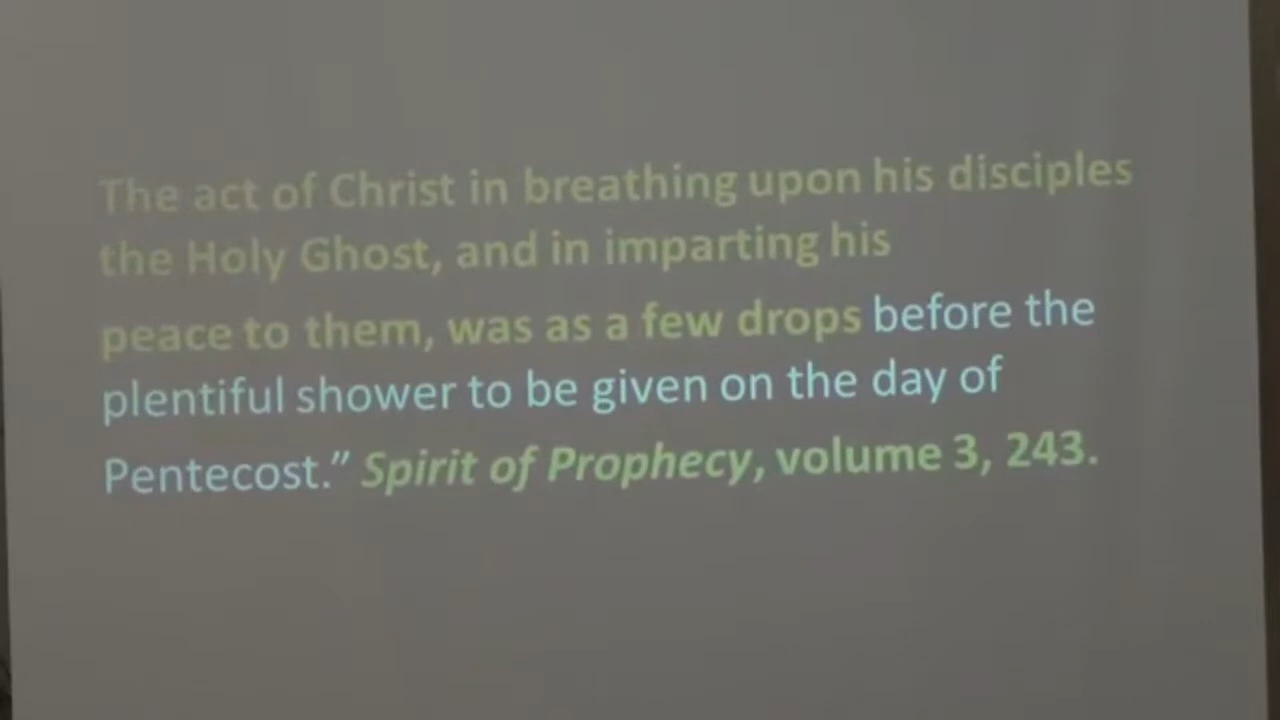 The act of Christ in breathing upon his disciples
the Holy Ghost, and in imparting his
peace to them, was as a few drops before the
plentiful shower to be given on the day of
Pentecost.” Spirit of Prophecy, volume 3, 243.